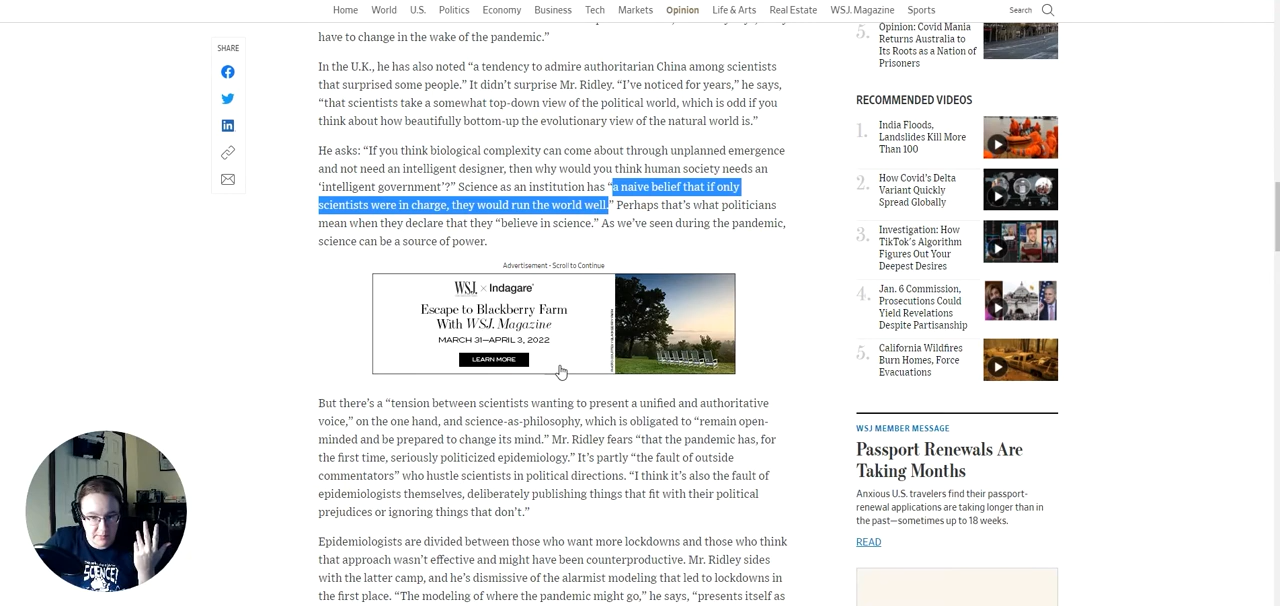 Home World U.S. Politics Economy Business Tech Markets Opinion Life & Arts Real Estate WSJ. Magazine Sports Search
SHARE
have to change in the wake of the pandemic.”
In the U.K., he has also noted “a tendency to admire authoritarian China among scientists
that surprised some people.” It didn’t surprise Mr. Ridley. “I’ve noticed for years,” he says,
“that scientists take a somewhat top-down view of the political world, which is odd if you
think about how beautifully bottom-up the evolutionary view of the natural world is.”
He asks: “If you think biological complexity can come about through unplanned emergence
and not need an intelligent designer, then why would you think human society needs an
‘intelligent government’?” Science as an institution has “a naive belief that if only
scientists were in charge, they would run the world well.” Perhaps that’s what politicians
mean when they declare that they “believe in science.” As we’ve seen during the pandemic,
science can be a source of power.
Advertisement - Scroll to Continue
WSJ. × Indagare®
Escape to Blackberry Farm
With WSJ. Magazine
MARCH 31—APRIL 3, 2022
LEARN MORE
But there’s a “tension between scientists wanting to present a unified and authoritative
voice,” on the one hand, and science-as-philosophy, which is obligated to “remain open-
minded and be prepared to change its mind.” Mr. Ridley fears “that the pandemic has, for
the first time, seriously politicized epidemiology.” It’s partly “the fault of outside
commentators” who hustle scientists in political directions. “I think it’s also the fault of
epidemiologists themselves, deliberately publishing things that fit with their political
prejudices or ignoring things that don’t.”
Epidemiologists are divided between those who want more lockdowns and those who think
that approach wasn’t effective and might have been counterproductive. Mr. Ridley sides
with the latter camp, and he’s dismissive of the alarmist modeling that led to lockdowns in
the first place. “The modeling of where the pandemic might go,” he says, “presents itself as
5. Opinion: Covid Mania
Returns Australia to
Its Roots as a Nation of
Prisoners
RECOMMENDED VIDEOS
1. India Floods,
Landslides Kill More
Than 100
2. How Covid’s Delta
Variant Quickly
Spread Globally
3. Investigation: How
TikTok’s Algorithm
Figures Out Your
Deepest Desires
4. Jan. 6 Commission,
Prosecutions Could
Yield Revelations
Despite Partisanship
5. California Wildfires
Burn Homes, Force
Evacuations
WSJ MEMBER MESSAGE
Passport Renewals Are
Taking Months
Anxious U.S. travelers find their passport-
renewal applications are taking longer than in
the past—sometimes up to 18 weeks.
READ
SCIENCE!